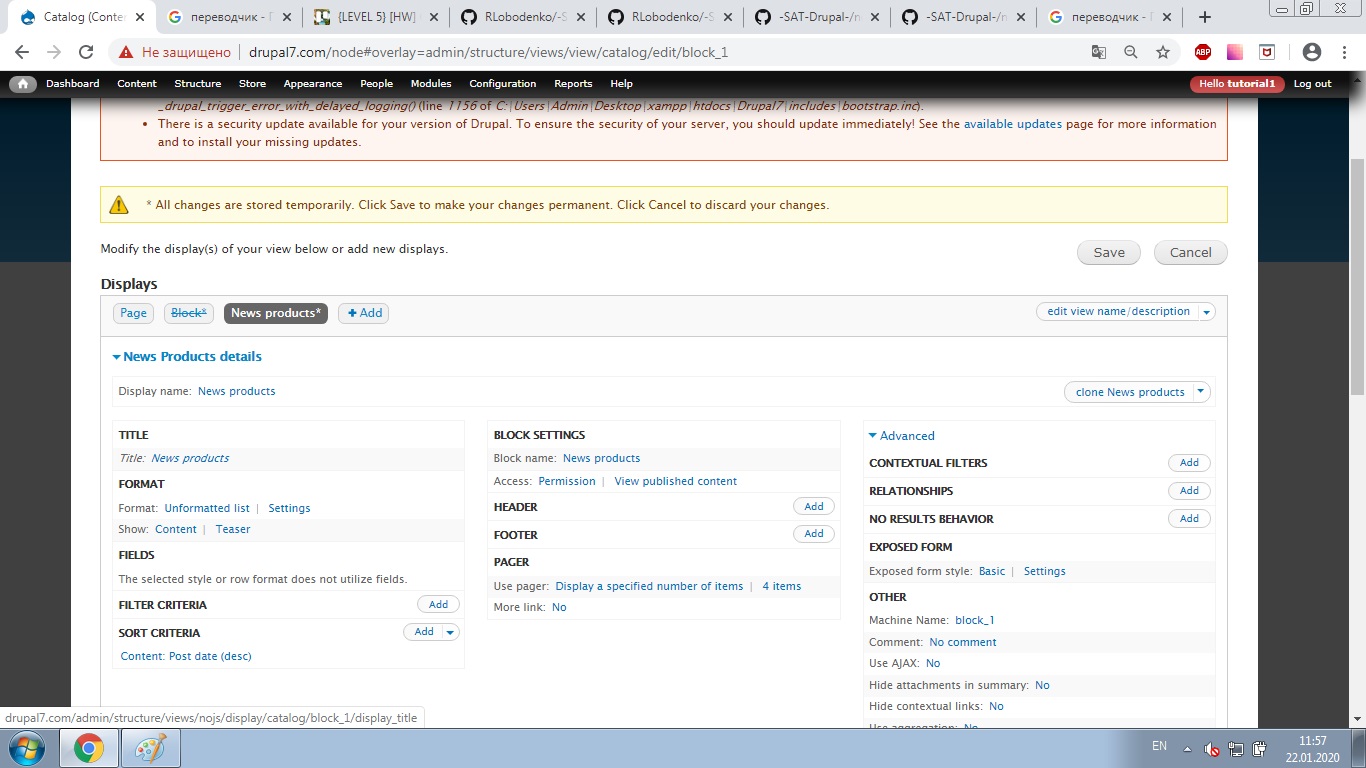 Catalog (Conte
переводчик - П
{LEVEL 5} [HW]
RLobodenko/-S
RLobodenko/-S
-SAT-Drupal-/n
-SAT-Drupal-/n
переводчик - П
Не защищено | drupal7.com/node#overlay=admin/structure/views/view/catalog/edit/block_1
ABP
Dashboard Content Structure Store Appearance People Modules Configuration Reports Help Hello tutorial1 Log out
_drupal_trigger_error_with_delayed_logging() (line 1156 of C:\Users\Admin\Desktop\xampp\htdocs\Drupal7\includes\bootstrap.inc).
• There is a security update available for your version of Drupal. To ensure the security of your server, you should update immediately! See the available updates page for more information
and to install your missing updates.
* All changes are stored temporarily. Click Save to make your changes permanent. Click Cancel to discard your changes.
Modify the display(s) of your view below or add new displays.
Save Cancel
Displays
Page Block* News products* + Add edit view name/description
News Products details
Display name: News products clone News products
TITLE
Title: News products
FORMAT
Format: Unformatted list | Settings
Show: Content | Teaser
FIELDS
The selected style or row format does not utilize fields.
FILTER CRITERIA Add
SORT CRITERIA Add
Content: Post date (desc)
BLOCK SETTINGS
Block name: News products
Access: Permission | View published content
HEADER Add
FOOTER Add
PAGER
Use pager: Display a specified number of items | 4 items
More link: No
Advanced
CONTEXTUAL FILTERS Add
RELATIONSHIPS Add
NO RESULTS BEHAVIOR Add
EXPOSED FORM
Exposed form style: Basic | Settings
OTHER
Machine Name: block_1
Comment: No comment
Use AJAX: No
Hide attachments in summary: No
Hide contextual links: No
Use aggregation: No
drupal7.com/admin/structure/views/nojs/display/catalog/block_1/display_title
EN
11:57
22.01.2020